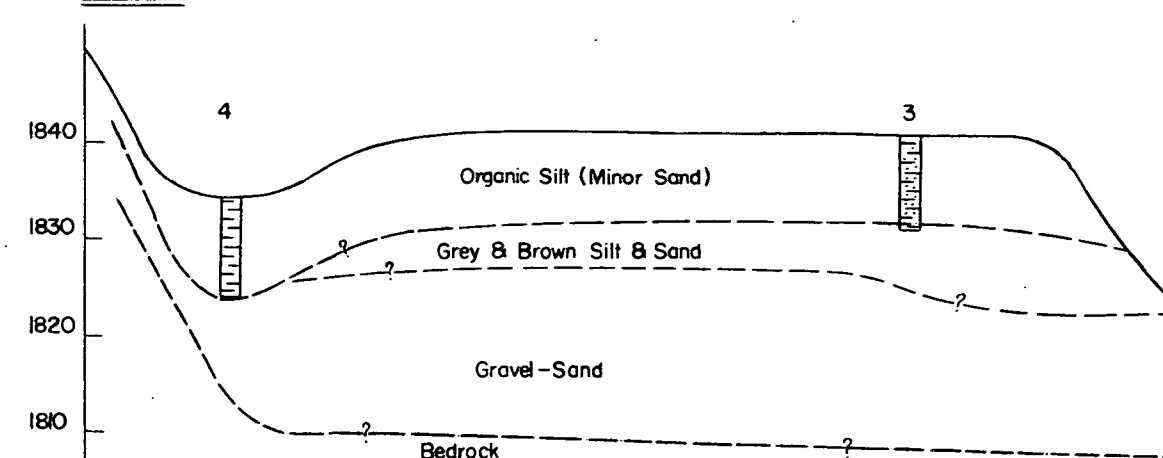 4
3
1840
Organic Silt (Minor Sand)
1830
?
Grey & Brown Silt & Sand
?
?
1820
Gravel-Sand
1810
?
?
Bedrock